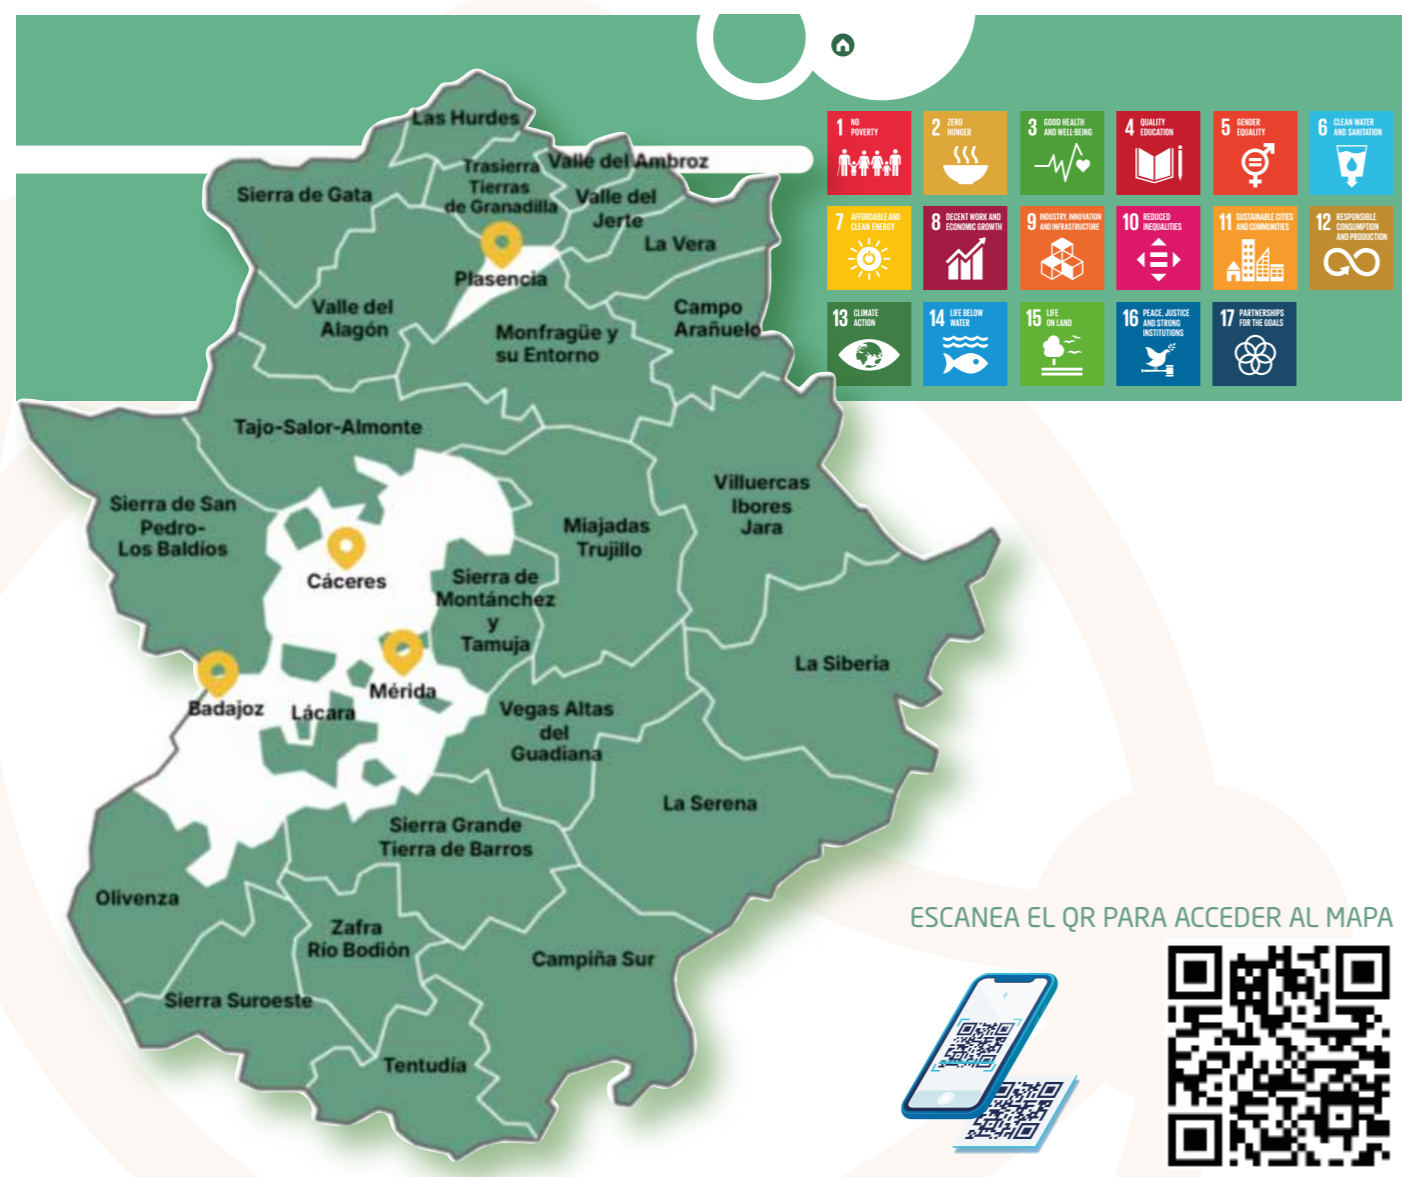 Las Hurdes
Trasierra
Tierras
de Granadilla
Valle del Ambroz
Sierra de Gata
Valle del
Jerte
La Vera
Plasencia
Valle del
Alagón
Monfragüe y
su Entorno
Campo
Arañuelo
Tajo-Salor-Almonte
Sierra de San
Pedro-
Los Baldíos
Villuercas
Ibores
Jara
Miajadas
Trujillo
Cáceres
Sierra de
Montánchez
y
Tamuja
La Siberia
Mérida
Badajoz
Lácara
Vegas Altas
del
Guadiana
La Serena
Sierra Grande
Tierra de Barros
Olivenza
Zafra
Río Bodión
Campiña Sur
Sierra Suroeste
Tentudía
1 NO
POVERTY
2 ZERO
HUNGER
3 GOOD HEALTH
AND WELL-BEING
4 QUALITY
EDUCATION
5 GENDER
EQUALITY
6 CLEAN WATER
AND SANITATION
7 AFFORDABLE AND
CLEAN ENERGY
8 DECENT WORK AND
ECONOMIC GROWTH
9 INDUSTRY, INNOVATION
AND INFRASTRUCTURE
10 REDUCED
INEQUALITIES
11 SUSTAINABLE CITIES
AND COMMUNITIES
12 RESPONSIBLE
CONSUMPTION
AND PRODUCTION
13 CLIMATE
ACTION
14 LIFE BELOW
WATER
15 LIFE
ON LAND
16 PEACE, JUSTICE
AND STRONG
INSTITUTIONS
17 PARTNERSHIPS
FOR THE GOALS
ESCANEA EL QR PARA ACCEDER AL MAPA